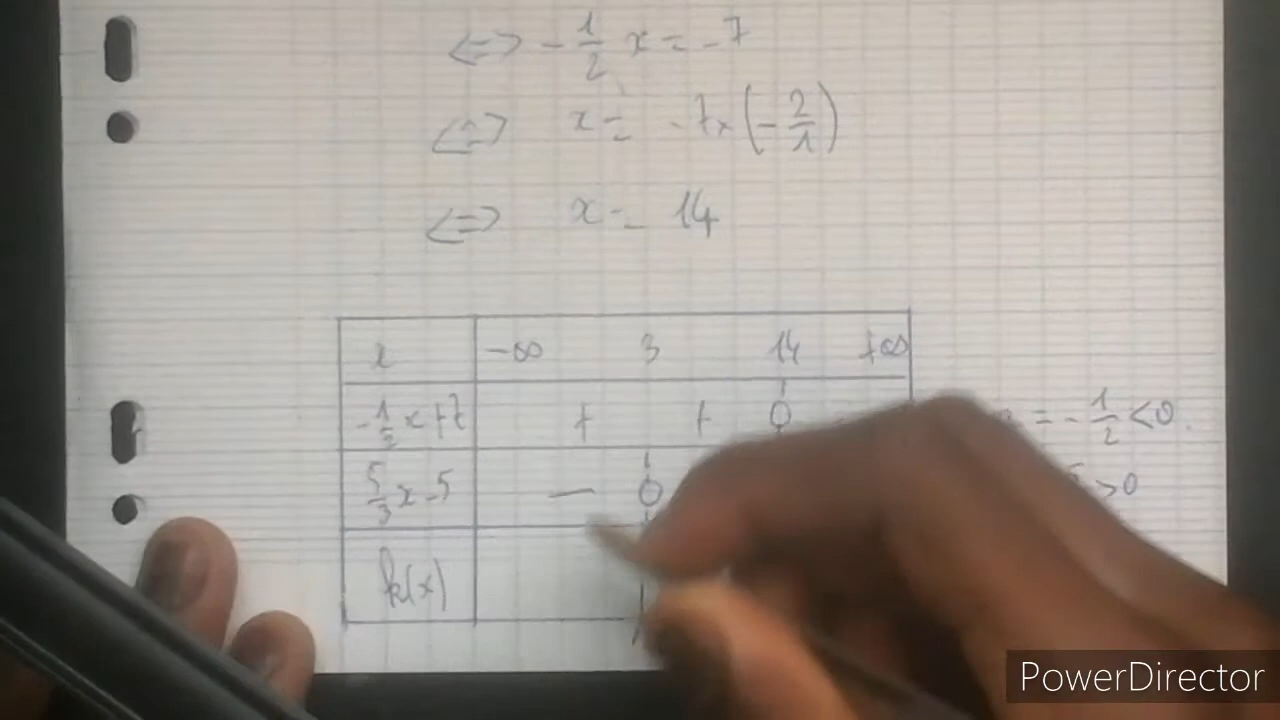 <=> - 1/2 x = - 7
<=> x = - 7 x (- 2/1)
<=> x = 14
x -∞ 3 14 +∞
- 1/2 x + 7 + + 0 = - 1/2 < 0
5/3 x - 5 — 0 > 0
k(x)
PowerDirector